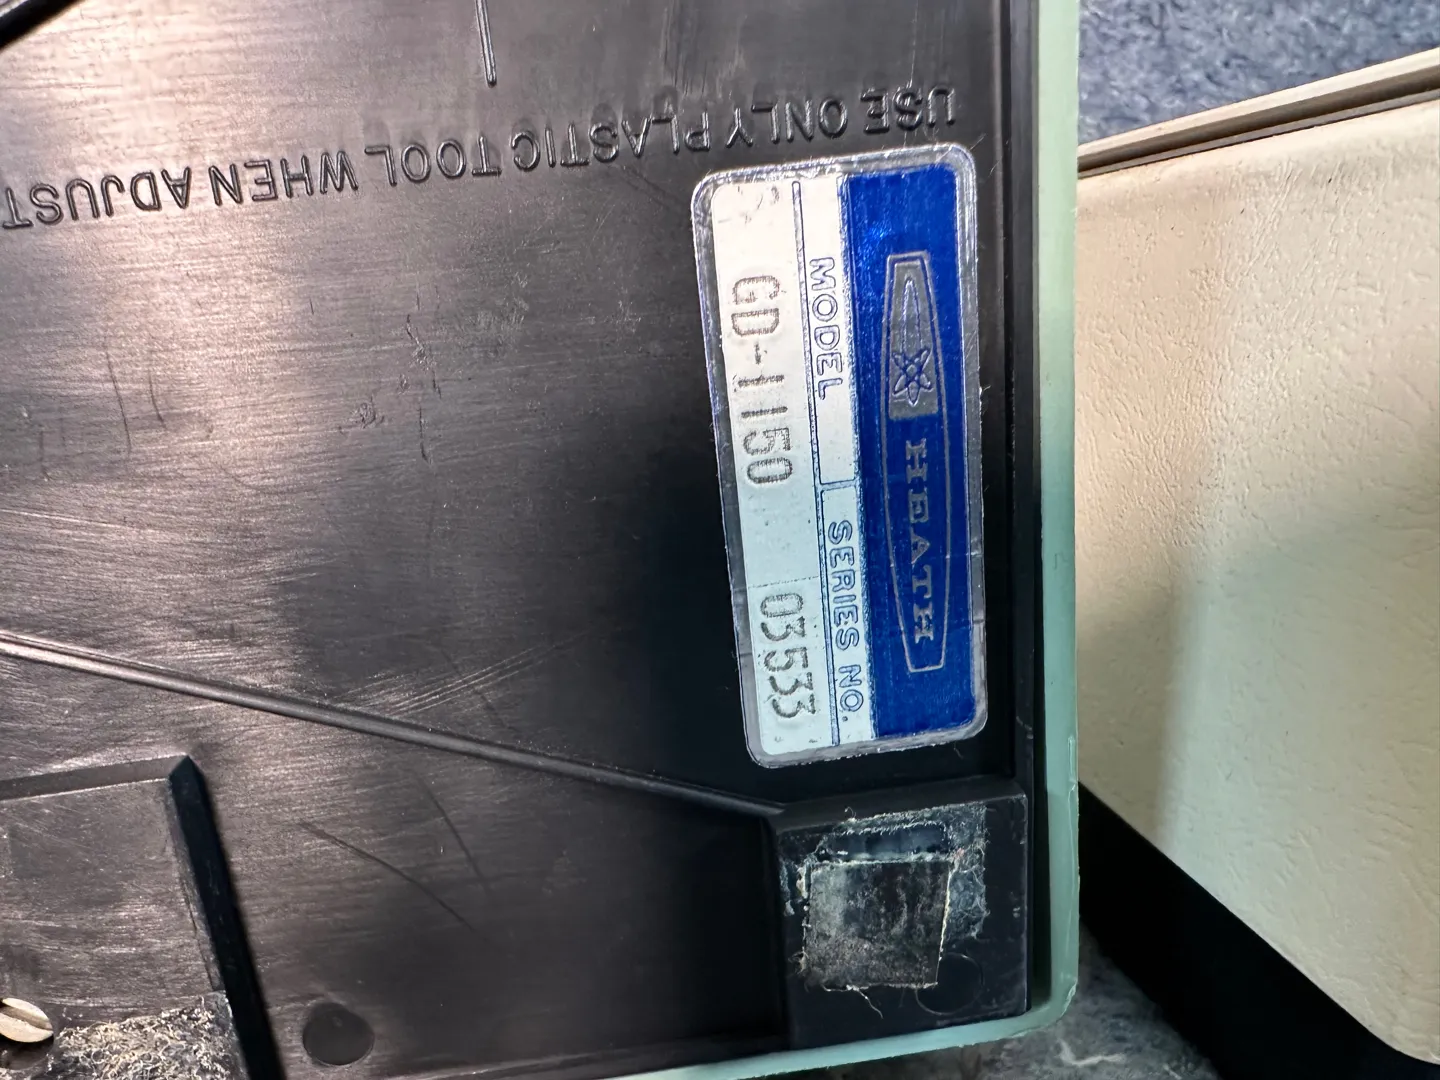 USE ONLY PLASTIC TOOL WHEN ADJUST
HEATH
MODEL SERIES NO.
GD-1150 03533